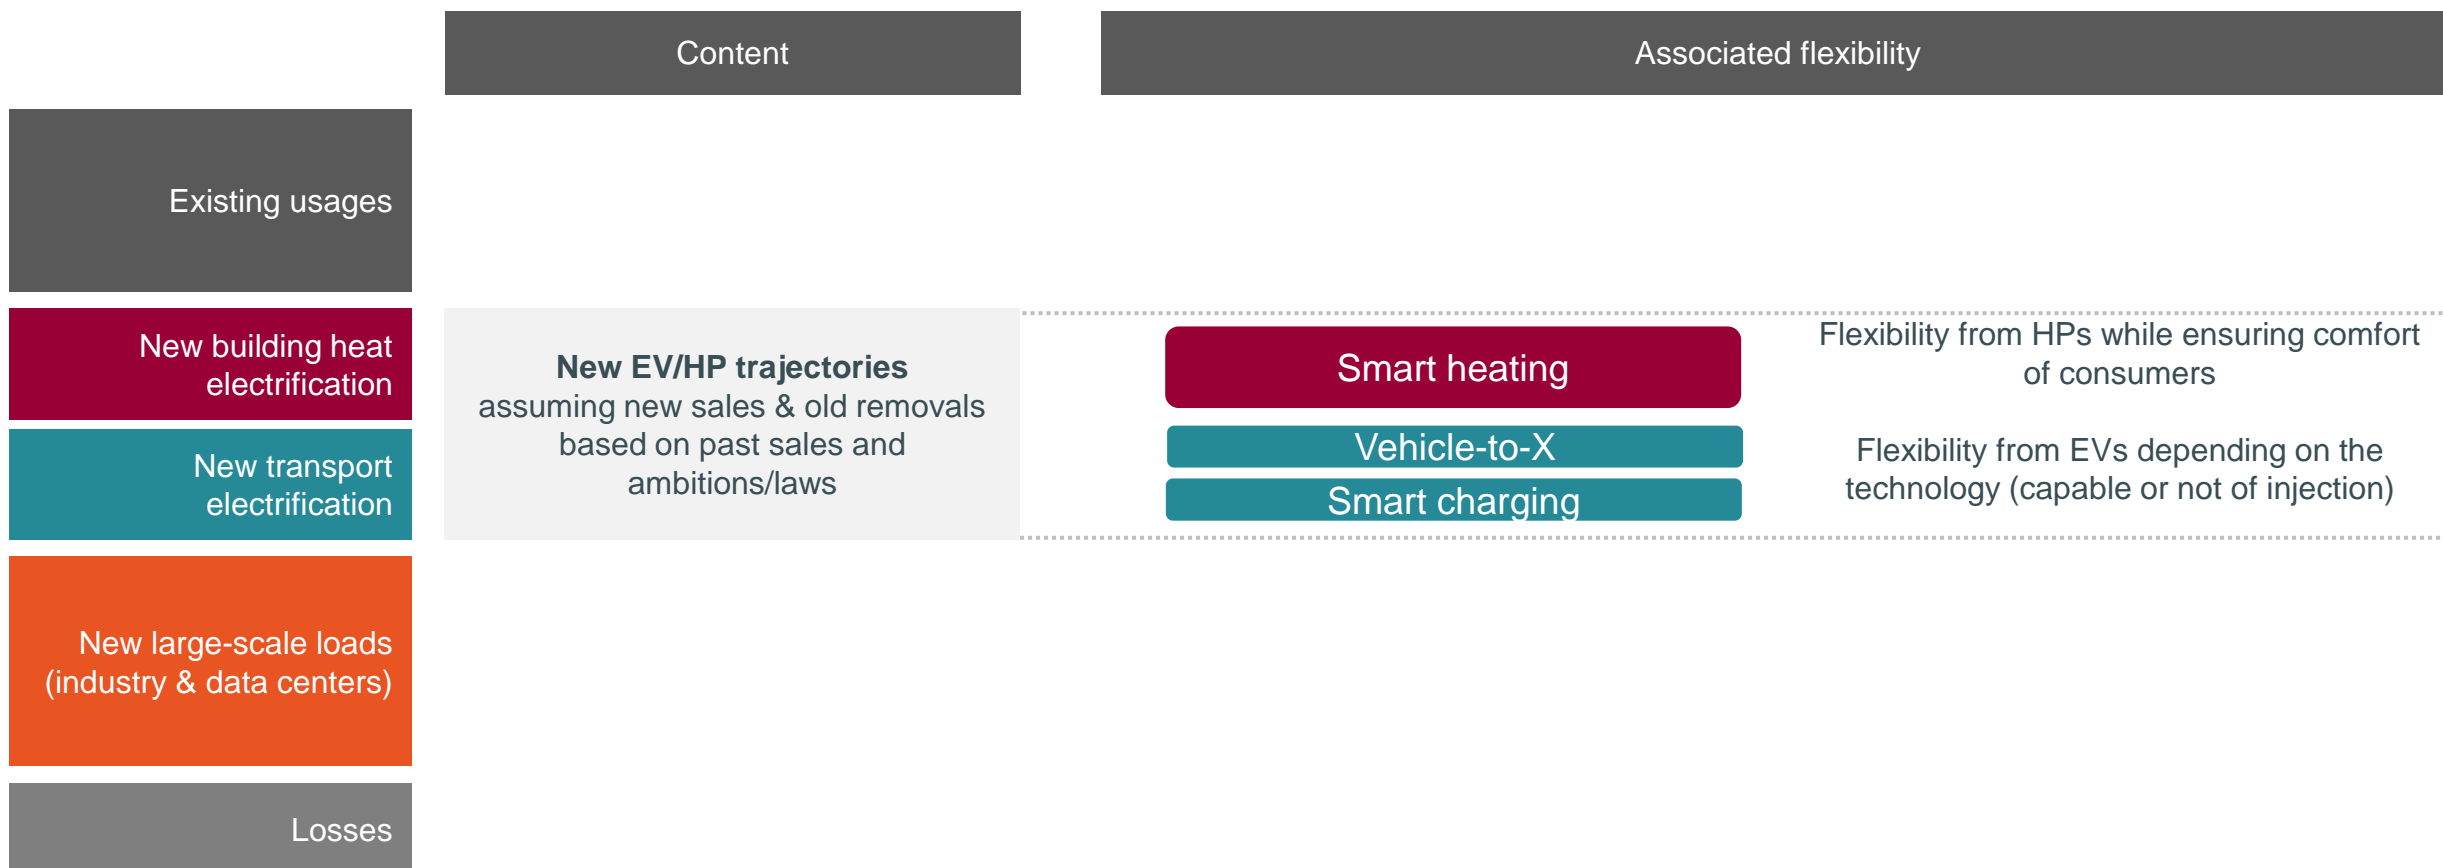 Content
Associated flexibility
Existing usages
New building heat
electrification
New EV/HP trajectories
assuming new sales & old removals
based on past sales and
ambitions/laws
Smart heating
Flexibility from HPs while ensuring comfort
of consumers
New transport
electrification
Vehicle-to-X
Smart charging
Flexibility from EVs depending on the
technology (capable or not of injection)
New large-scale loads
(industry & data centers)
Losses